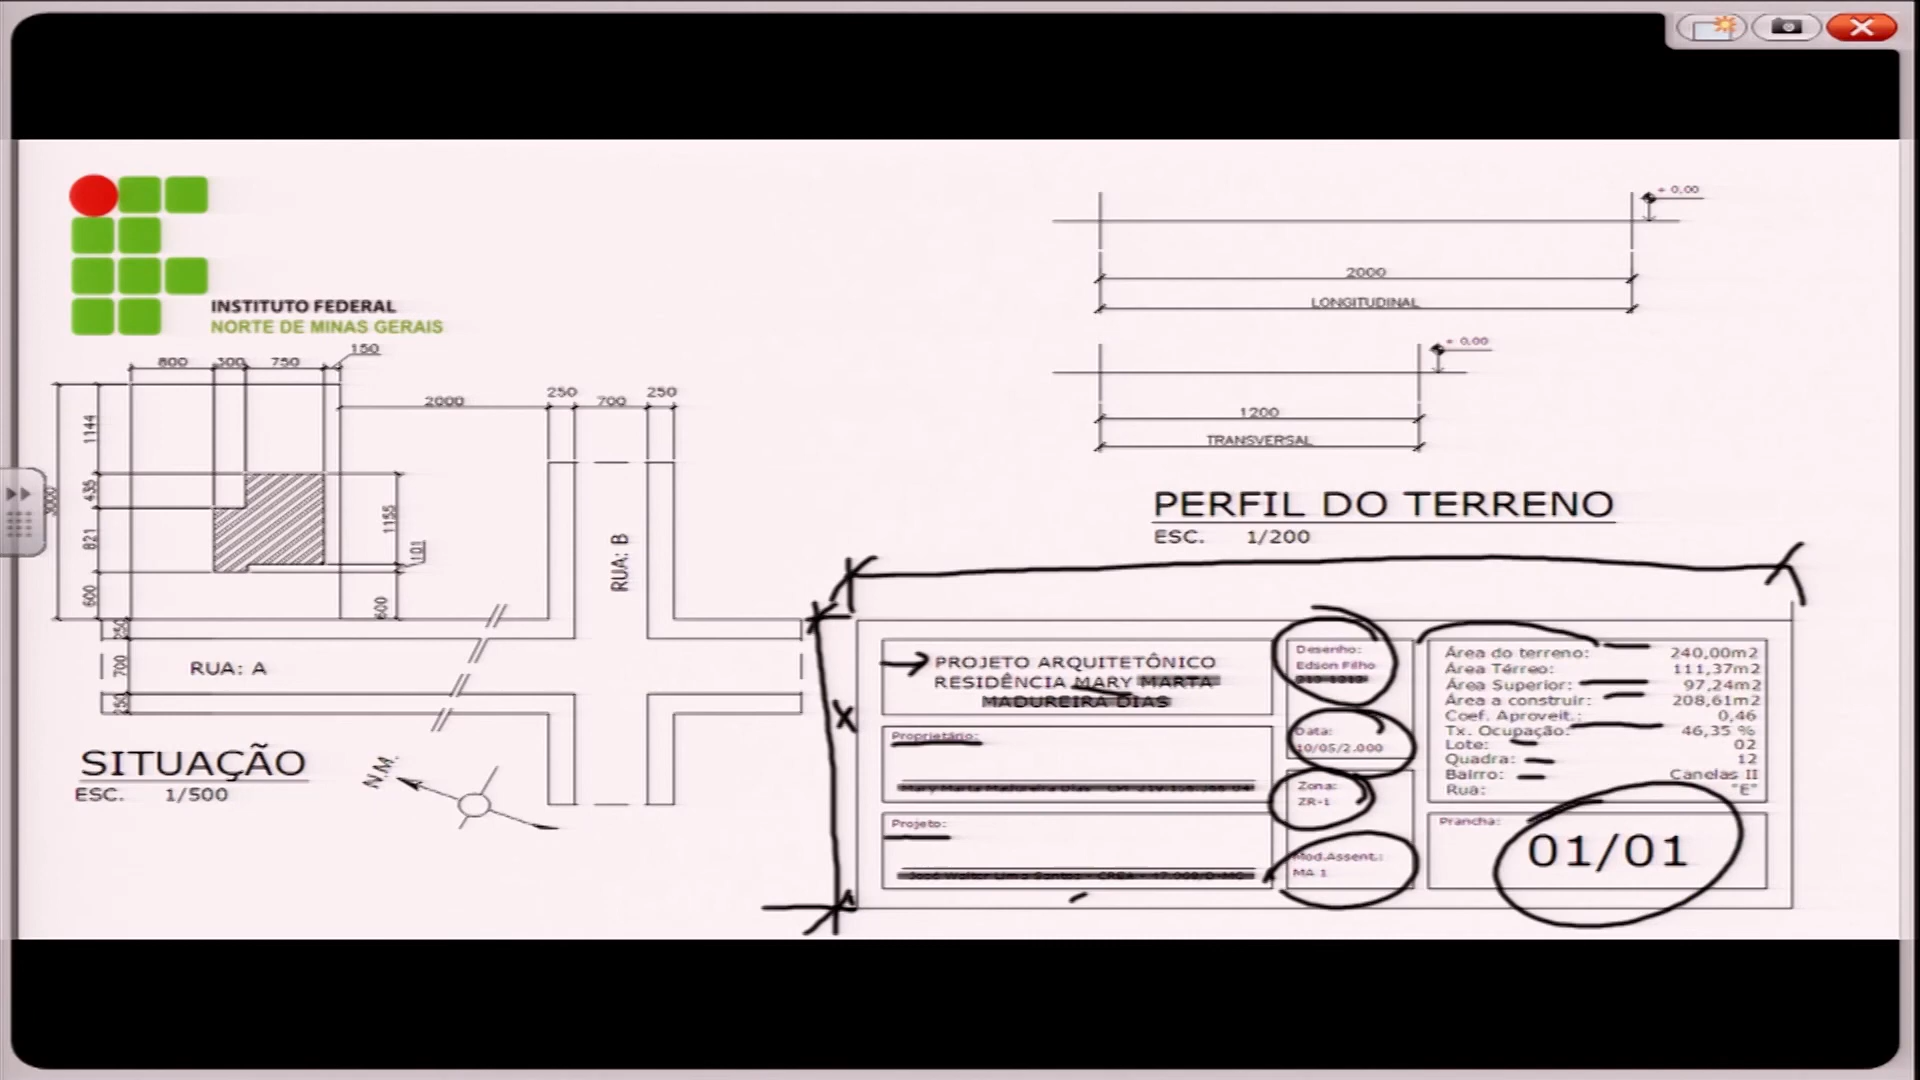 INSTITUTO FEDERAL
NORTE DE MINAS GERAIS
800
300
750
150
2000
250
700
250
1144
435
821
600
3000
1155
101
600
250
700
250
RUA: A
RUA: B
SITUAÇÃO
ESC. 1/500
N.M.
+ 0,00
2000
LONGITUDINAL
+ 0,00
1200
TRANSVERSAL
PERFIL DO TERRENO
ESC. 1/200
X
PROJETO ARQUITETÔNICO
RESIDÊNCIA MARY MARTA
MADUREIRA DIAS
Proprietário:
Projeto:
Desenho:
Edson Filho
Data:
10/05/2.000
Zona:
ZR-1
Mod.Assent.:
MA 1
Área do terreno: 240,00m2
Área Térreo: 111,37m2
Área Superior: 97,24m2
Área a construir: 208,61m2
Coef. Aproveit.: 0,46
Tx. Ocupação: 46,35 %
Lote: 02
Quadra: 12
Bairro: Canelas II
Rua: "E"
Prancha:
01/01